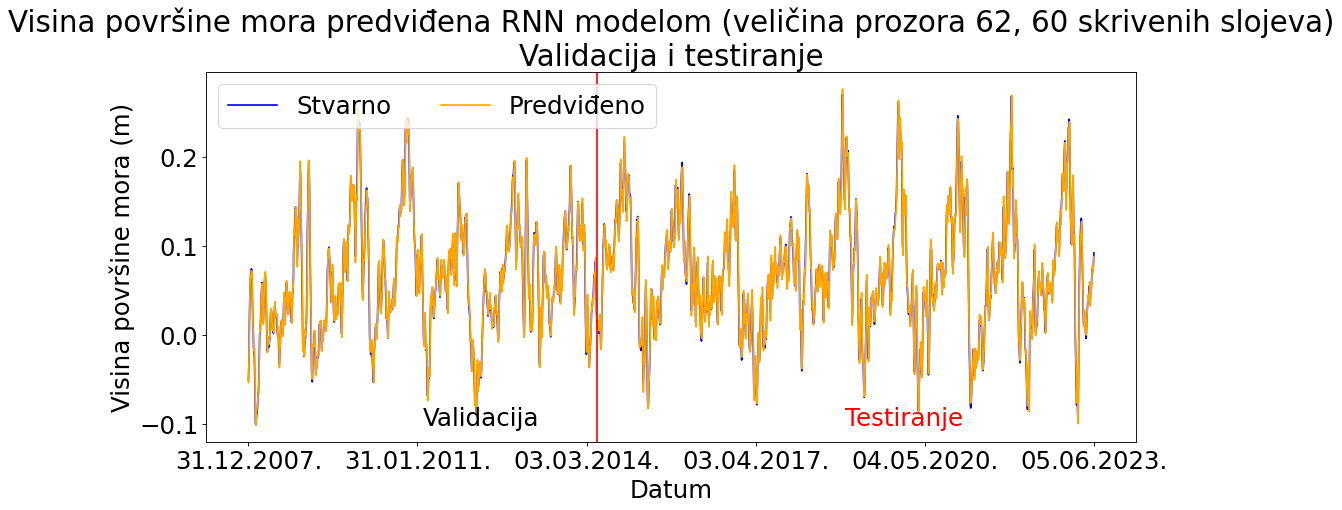 Visina površine mora predviđena RNN modelom (veličina prozora 62, 60 skrivenih slojeva)
Validacija i testiranje
Stvarno
Predviđeno
Visina površine mora (m)
0.2
0.1
0.0
−0.1
Validacija
Testiranje
31.12.2007.
31.01.2011.
03.03.2014.
03.04.2017.
04.05.2020.
05.06.2023.
Datum